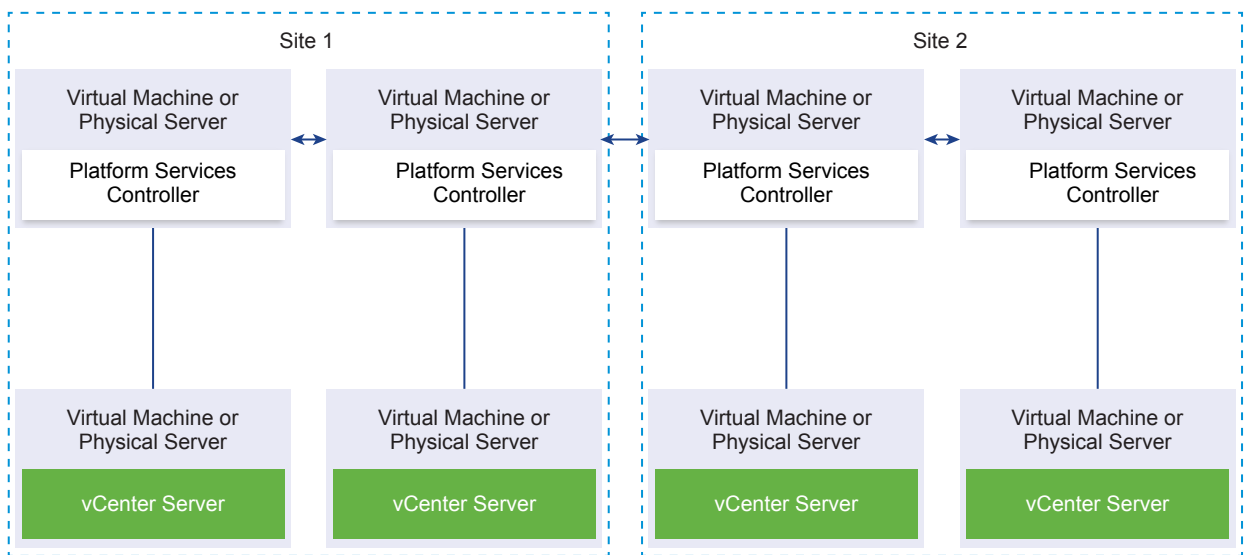 Site 1
Site 2
Virtual Machine or
Physical Server
Platform Services
Controller
Virtual Machine or
Physical Server
Platform Services
Controller
Virtual Machine or
Physical Server
Platform Services
Controller
Virtual Machine or
Physical Server
Platform Services
Controller
Virtual Machine or
Physical Server
vCenter Server
Virtual Machine or
Physical Server
vCenter Server
Virtual Machine or
Physical Server
vCenter Server
Virtual Machine or
Physical Server
vCenter Server